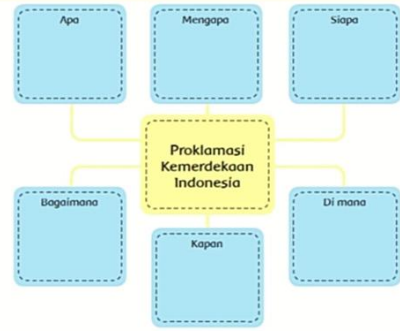 Apa
Mengapa
Siapa
Proklamasi
Kemerdekaan
Indonesia
Bagaimana
Kapan
Di mana